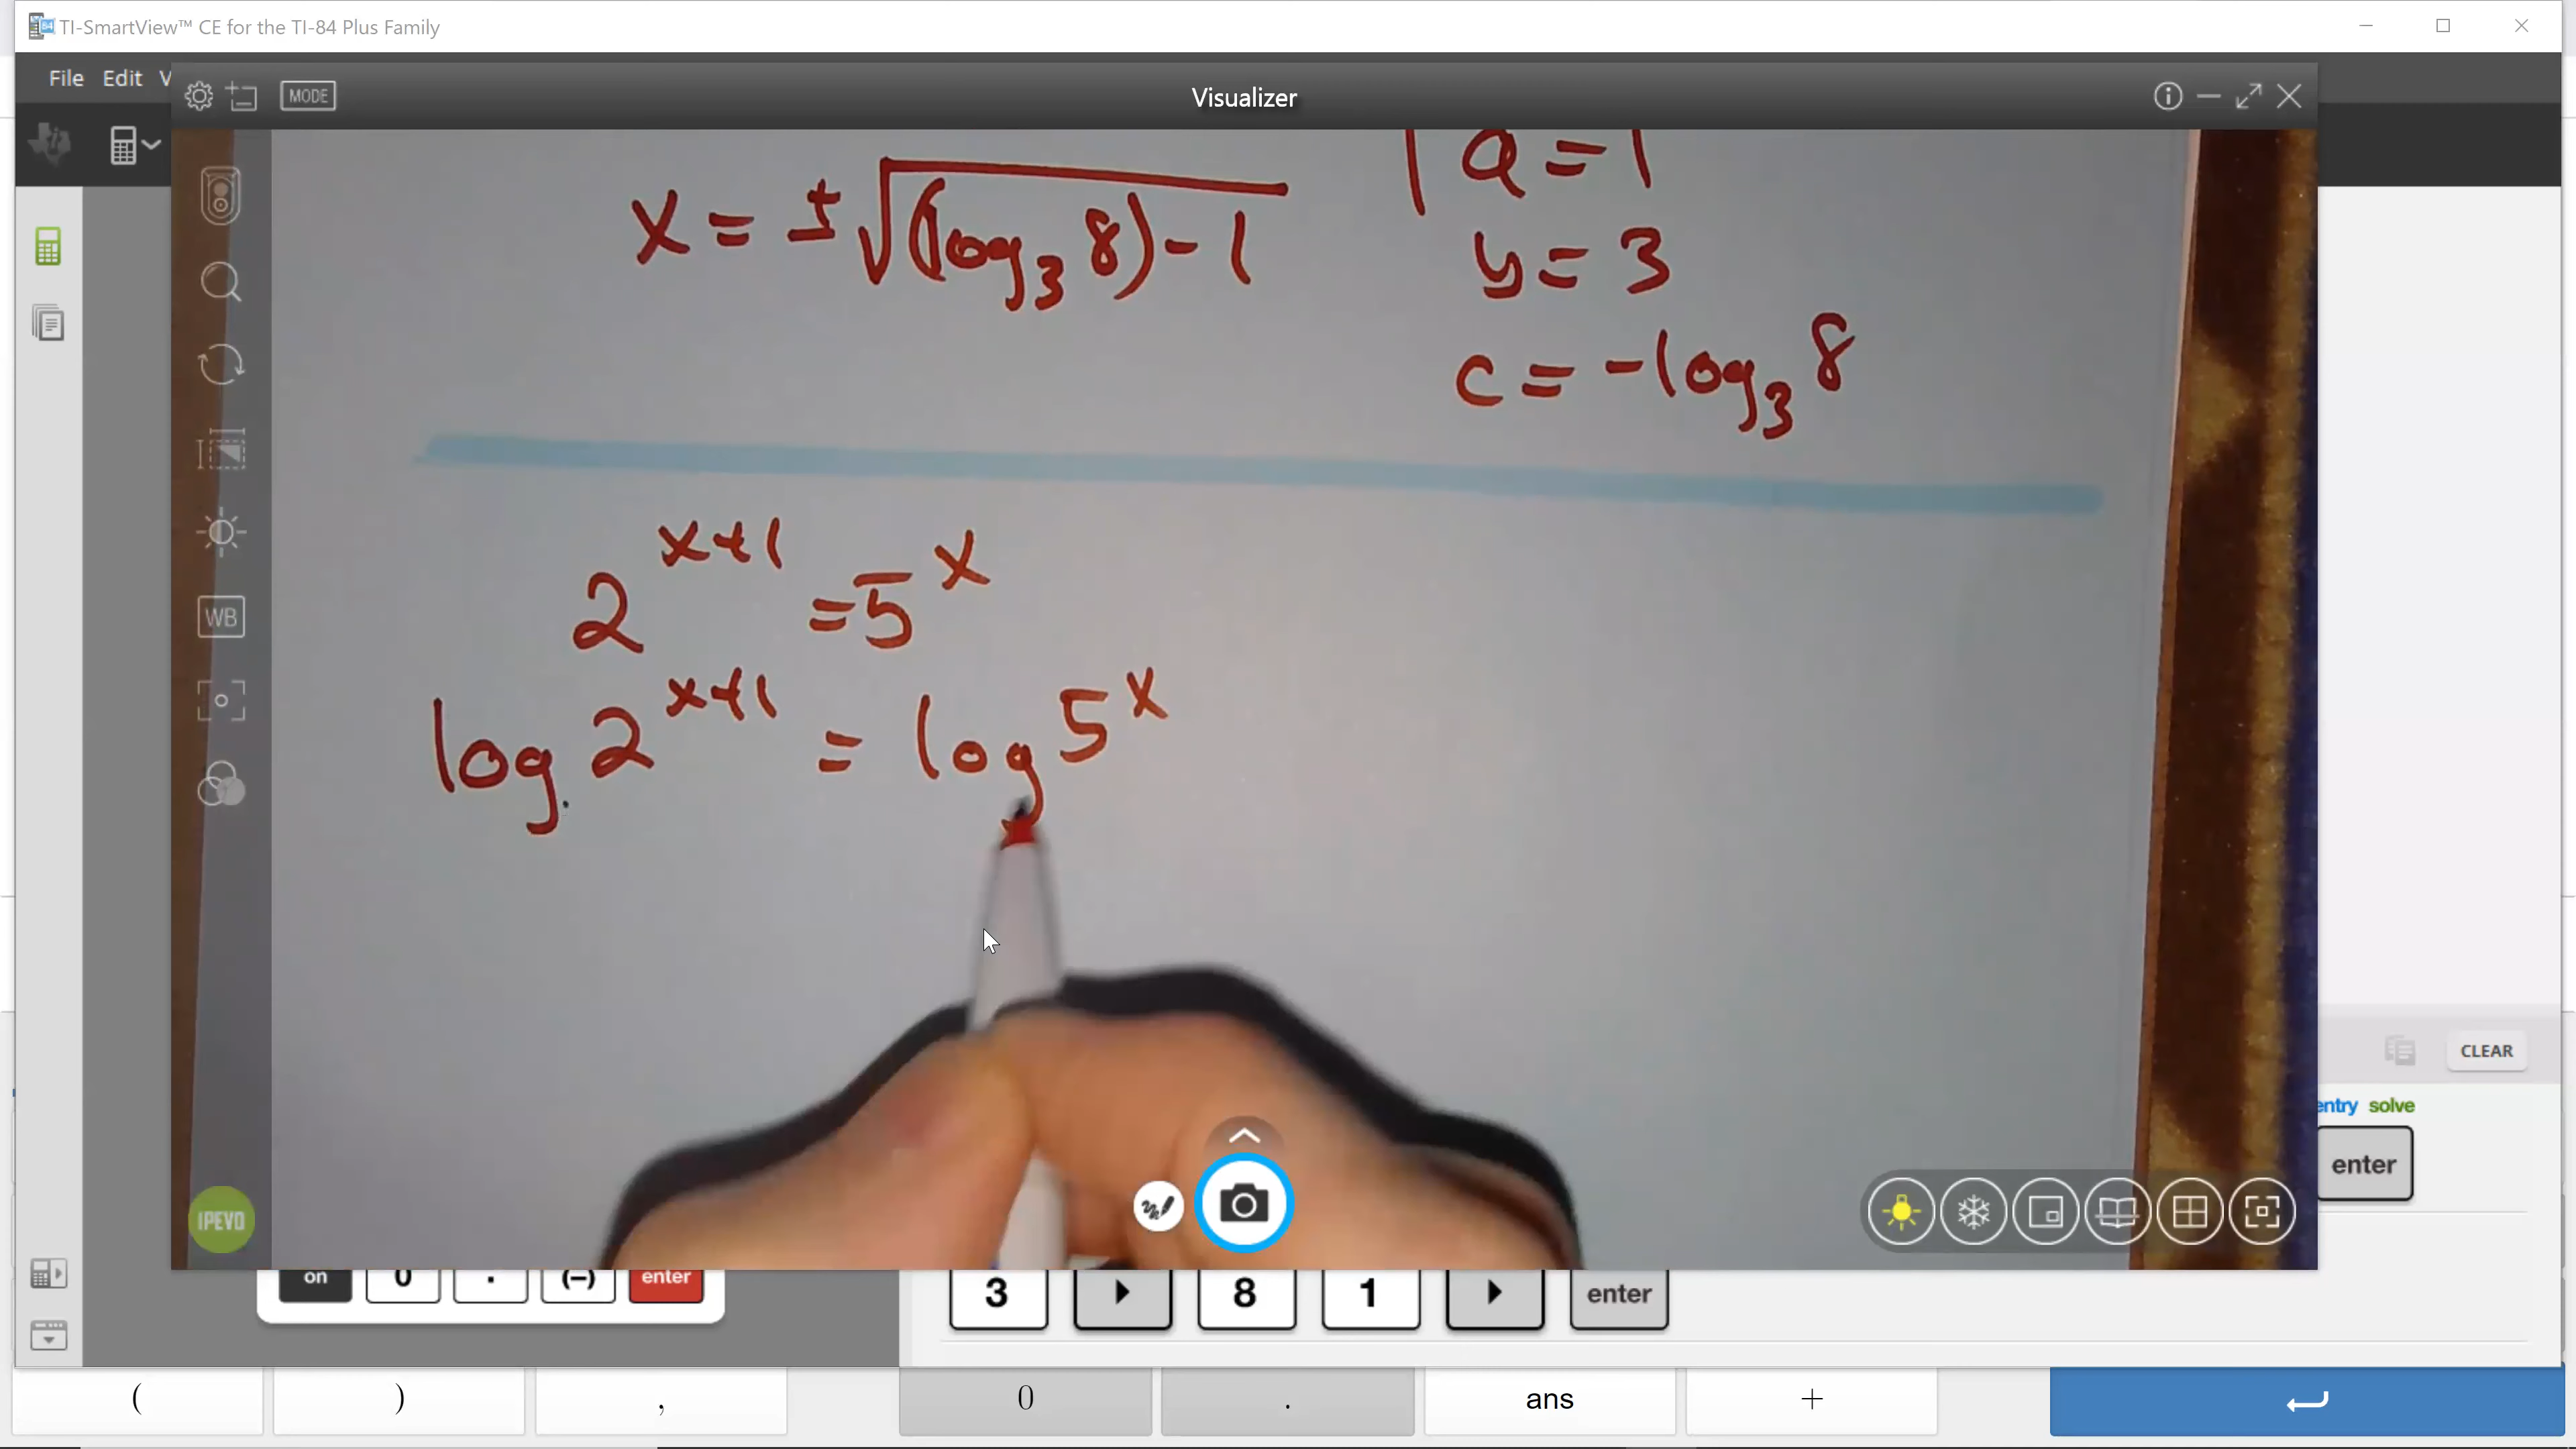 TI-SmartView™ CE for the TI-84 Plus Family
File Edit V
MODE
Visualizer
a = 1
x = ±√(log₃ 8) - 1
y = 3
c = -log₃ 8
2^(x+1) = 5^x
log 2^(x+1) = log 5^x
WB
CLEAR
entry solve
enter
IPEVO
on 0 . (−) enter
3 8 1 enter
( ) , 0 . ans +